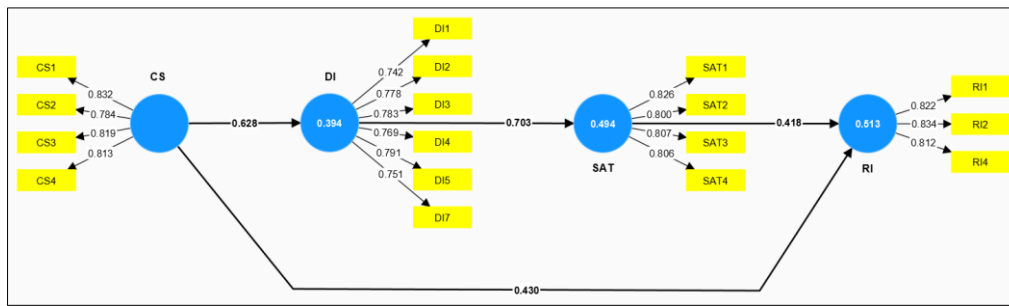 CS1
CS2
CS3
CS4
0.832
0.784
0.819
0.813
CS
0.628
DI
0.394
0.742
0.778
0.783
0.769
0.791
0.751
DI1
DI2
DI3
DI4
DI5
DI7
0.703
0.494
SAT
0.826
0.800
0.807
0.806
SAT1
SAT2
SAT3
SAT4
0.418
0.513
RI
0.822
0.834
0.812
RI1
RI2
RI4
0.430